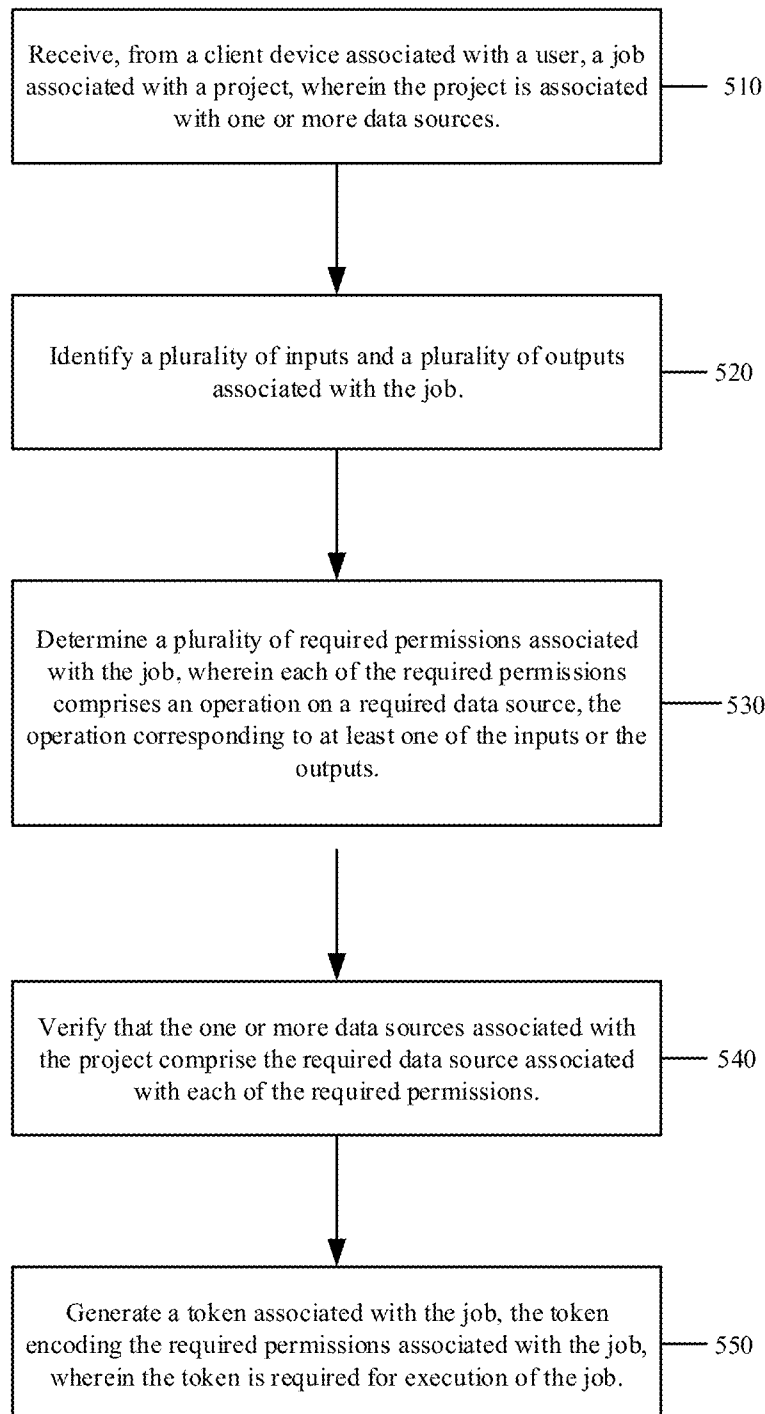 Receive, from a client device associated with a user, a job
associated with a project, wherein the project is associated
with one or more data sources.
510
Identify a plurality of inputs and a plurality of outputs
associated with the job.
520
Determine a plurality of required permissions associated
with the job, wherein each of the required permissions
comprises an operation on a required data source, the
operation corresponding to at least one of the inputs or the
outputs.
530
Verify that the one or more data sources associated with
the project comprise the required data source associated
with each of the required permissions.
540
Generate a token associated with the job, the token
encoding the required permissions associated with the job,
wherein the token is required for execution of the job.
550